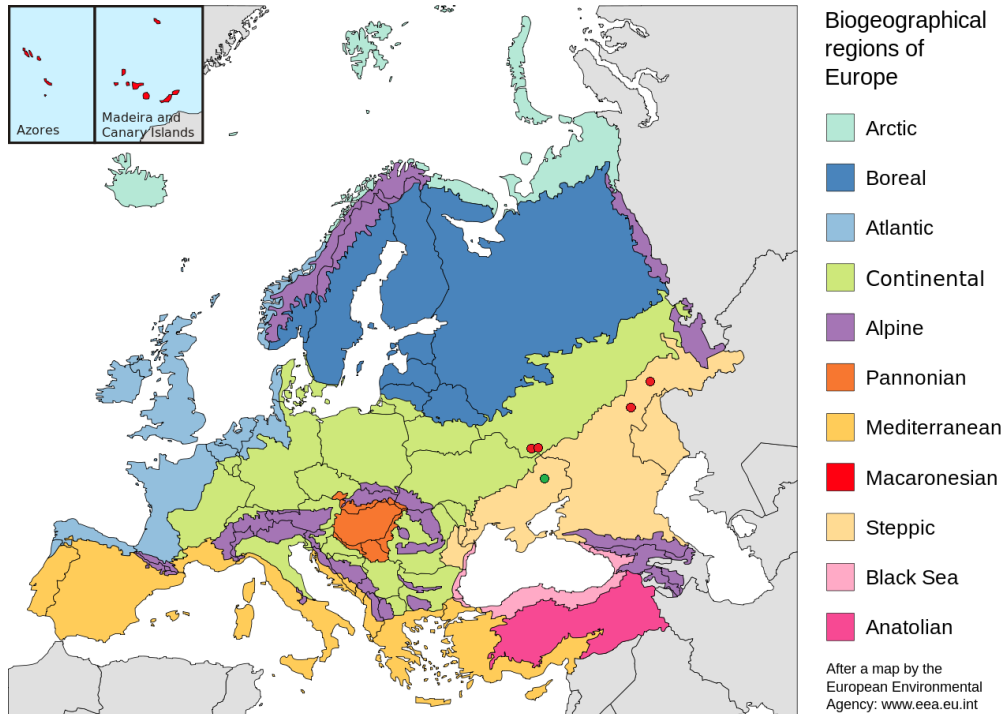 Azores
Madeira and
Canary Islands
Biogeographical
regions of
Europe
Arctic
Boreal
Atlantic
Continental
Alpine
Pannonian
Mediterranean
Macaronesian
Steppic
Black Sea
Anatolian
After a map by the
European Environmental
Agency: www.eea.eu.int